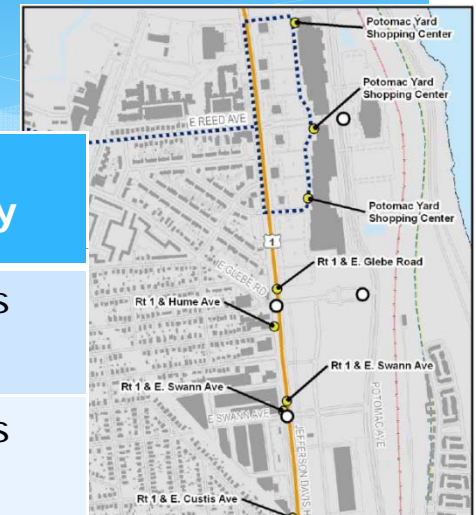 Potomac Yard
Shopping Center
Potomac Yard
Shopping Center
E REED AVE
y
Potomac Yard
Shopping Center
1
s
E GLEBE RD
Rt 1 & E. Glebe Road
Rt 1 & Hume Ave
Rt 1 & E. Swann Ave
Rt 1 & E. Swann Ave
E SWANN AVE
s
JEFFERSON DAVIS
POTOMAC AVE
Rt 1 & E. Custis Ave